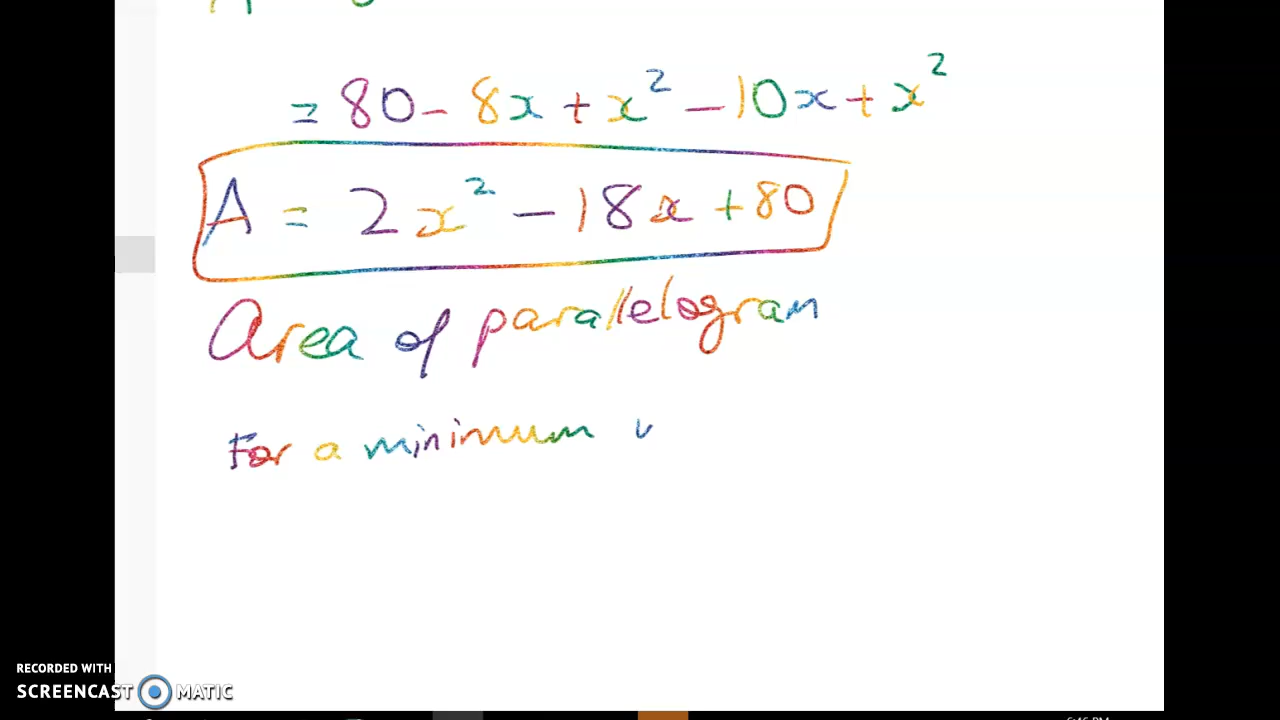 = 80 - 8x + x² - 10x + x²
A = 2x² - 18x + 80
Area of parallelogram
For a minimum
RECORDED WITH
SCREENCAST MATIC